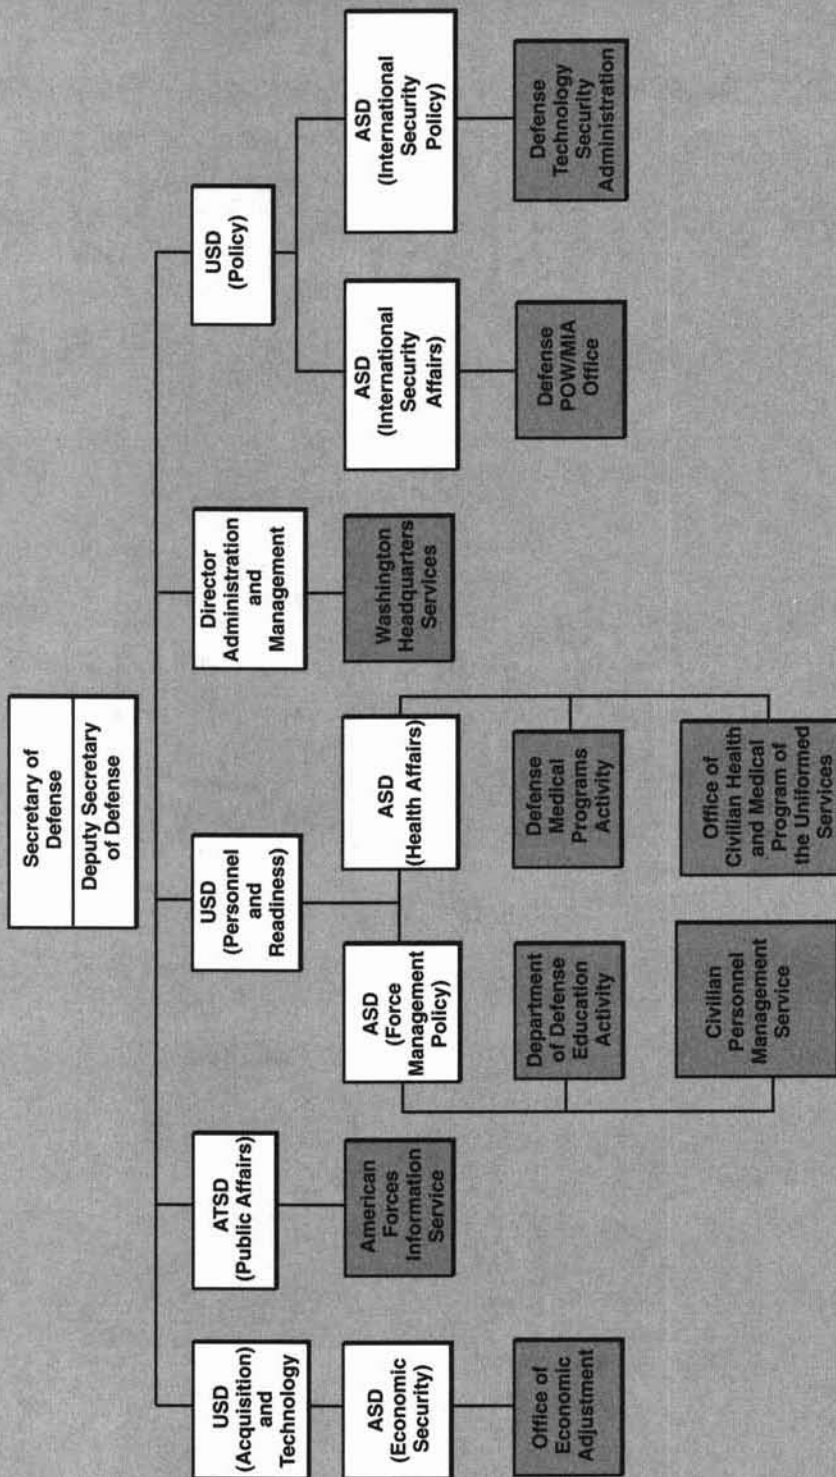 Secretary of
Defense
Deputy Secretary
of Defense
USD
(Acquisition)
and
Technology
ATSD
(Public Affairs)
USD
(Personnel
and
Readiness)
Director
Administration
and
Management
USD
(Policy)
ASD
(Economic
Security)
American
Forces
Information
Service
ASD
(Force
Management
Policy)
ASD
(Health Affairs)
Washington
Headquarters
Services
ASD
(International
Security
Affairs)
ASD
(International
Security
Policy)
Office of
Economic
Adjustment
Department
of Defense
Education
Activity
Defense
Medical
Programs
Activity
Defense
POW/MIA
Office
Defense
Technology
Security
Administration
Civilian
Personnel
Management
Service
Office of
Civilian Health
and Medical
Program of
the Uniformed
Services